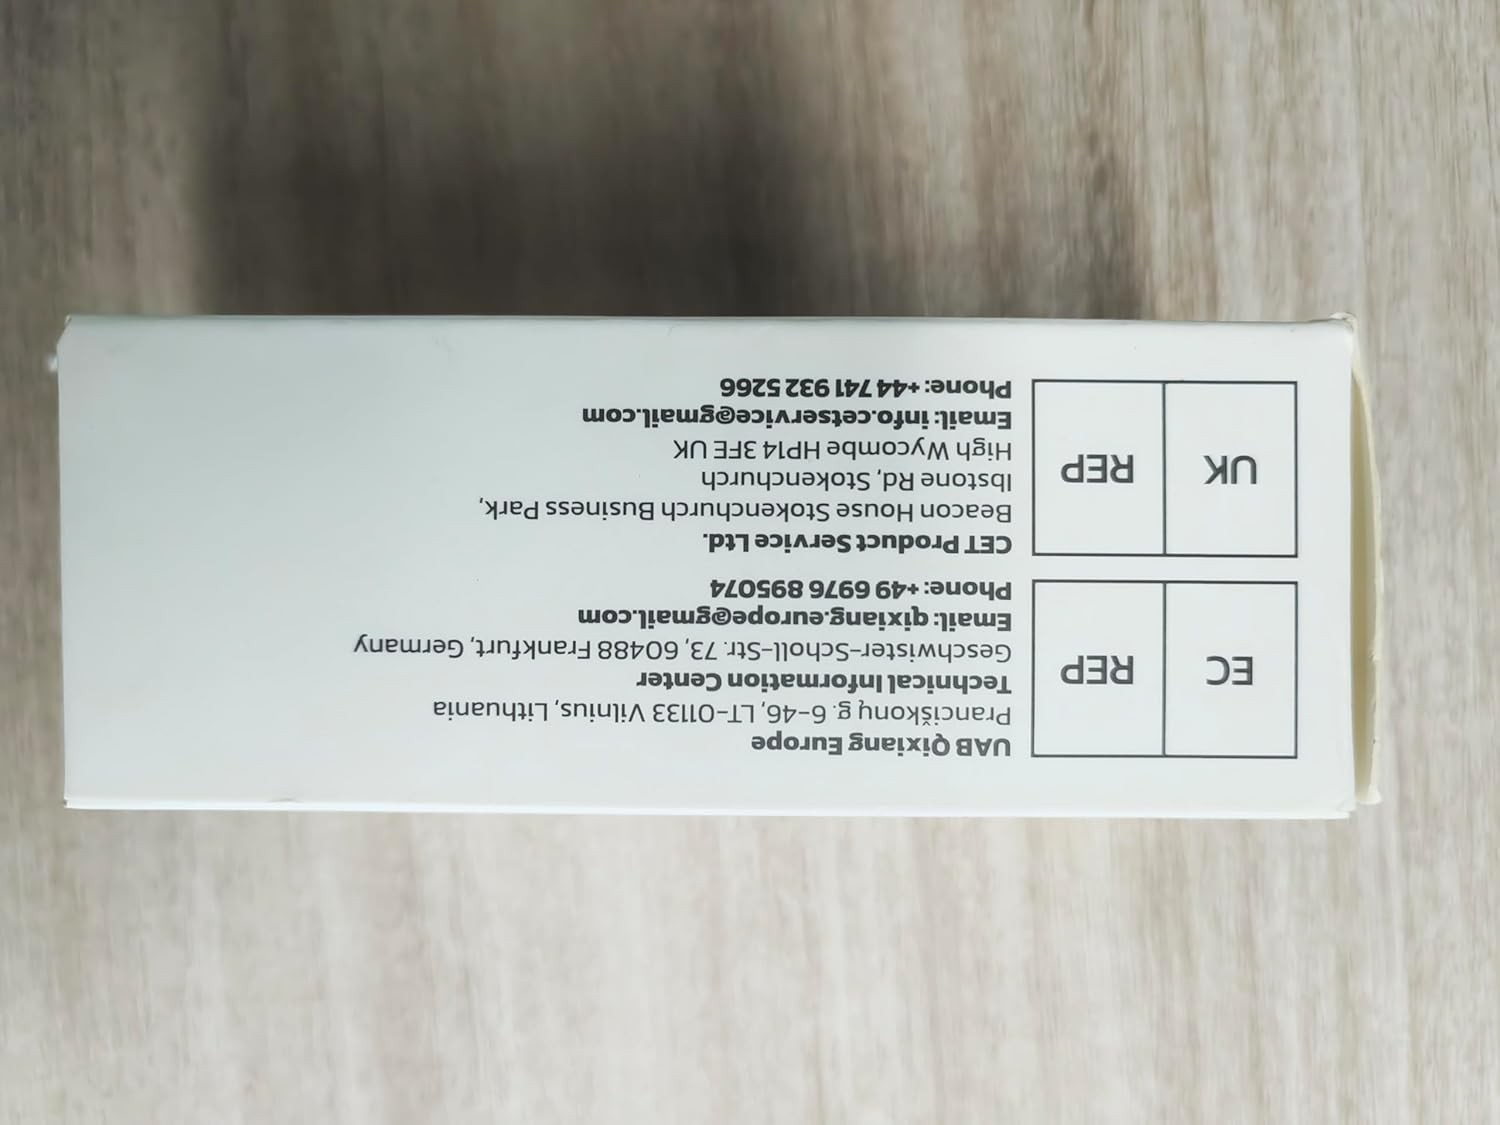 EC REP
UAB Qixiang Europe
Pranciškonų g. 6-46, LT-01133 Vilnius, Lithuania
Technical Information Center
Geschwister-Scholl-Str. 73, 60488 Frankfurt, Germany
Email: qixiang.europe@gmail.com
Phone: +49 6976 895074
UK REP
CET Product Service Ltd.
Beacon House Stokenchurch Business Park,
Ibstone Rd, Stokenchurch
High Wycombe HP14 3FE UK
Email: info.cetservice@gmail.com
Phone: +44 741 932 5266